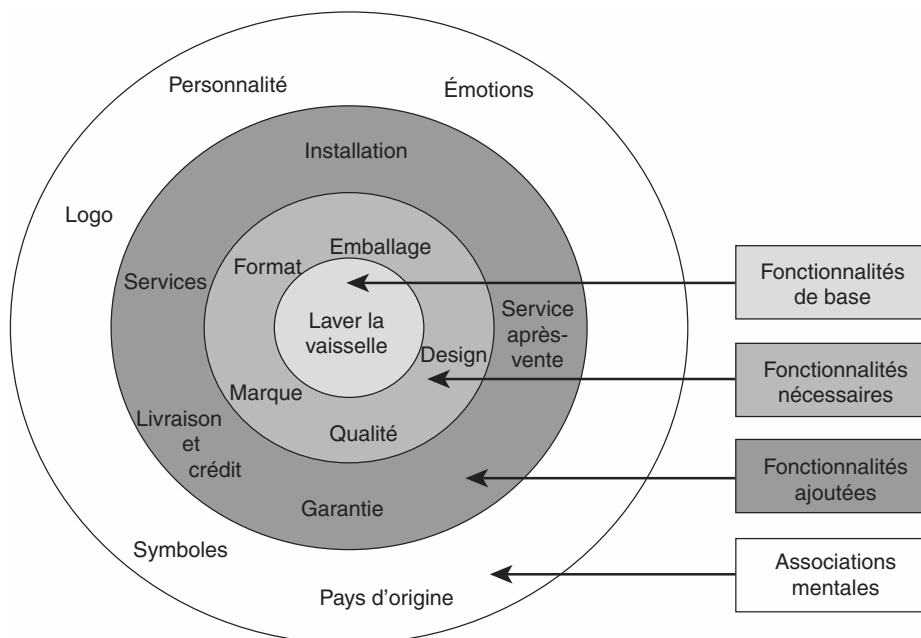 Personnalité
Émotions
Installation
Logo
Emballage
Format
Services
Fonctionnalités
de base
Laver la
vaisselle
Service
après-
vente
Design
Fonctionnalités
nécessaires
Marque
Livraison
et
crédit
Qualité
Fonctionnalités
ajoutées
Garantie
Symboles
Pays d'origine
Associations
mentales